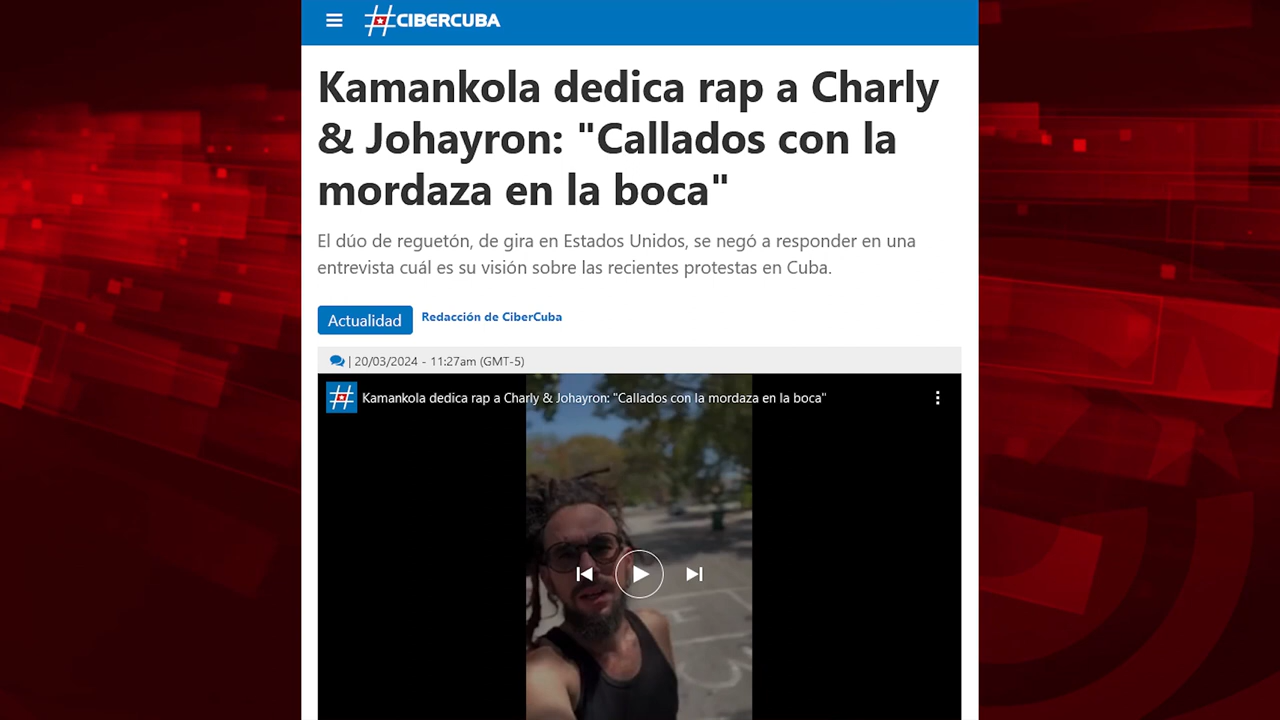 #CIBERCUBA
Kamankola dedica rap a Charly
& Johayron: "Callados con la
mordaza en la boca"
El dúo de reguetón, de gira en Estados Unidos, se negó a responder en una
entrevista cuál es su visión sobre las recientes protestas en Cuba.
Actualidad Redacción de CiberCuba
| 20/03/2024 - 11:27am (GMT-5)
Kamankola dedica rap a Charly & Johayron: "Callados con la mordaza en la boca"